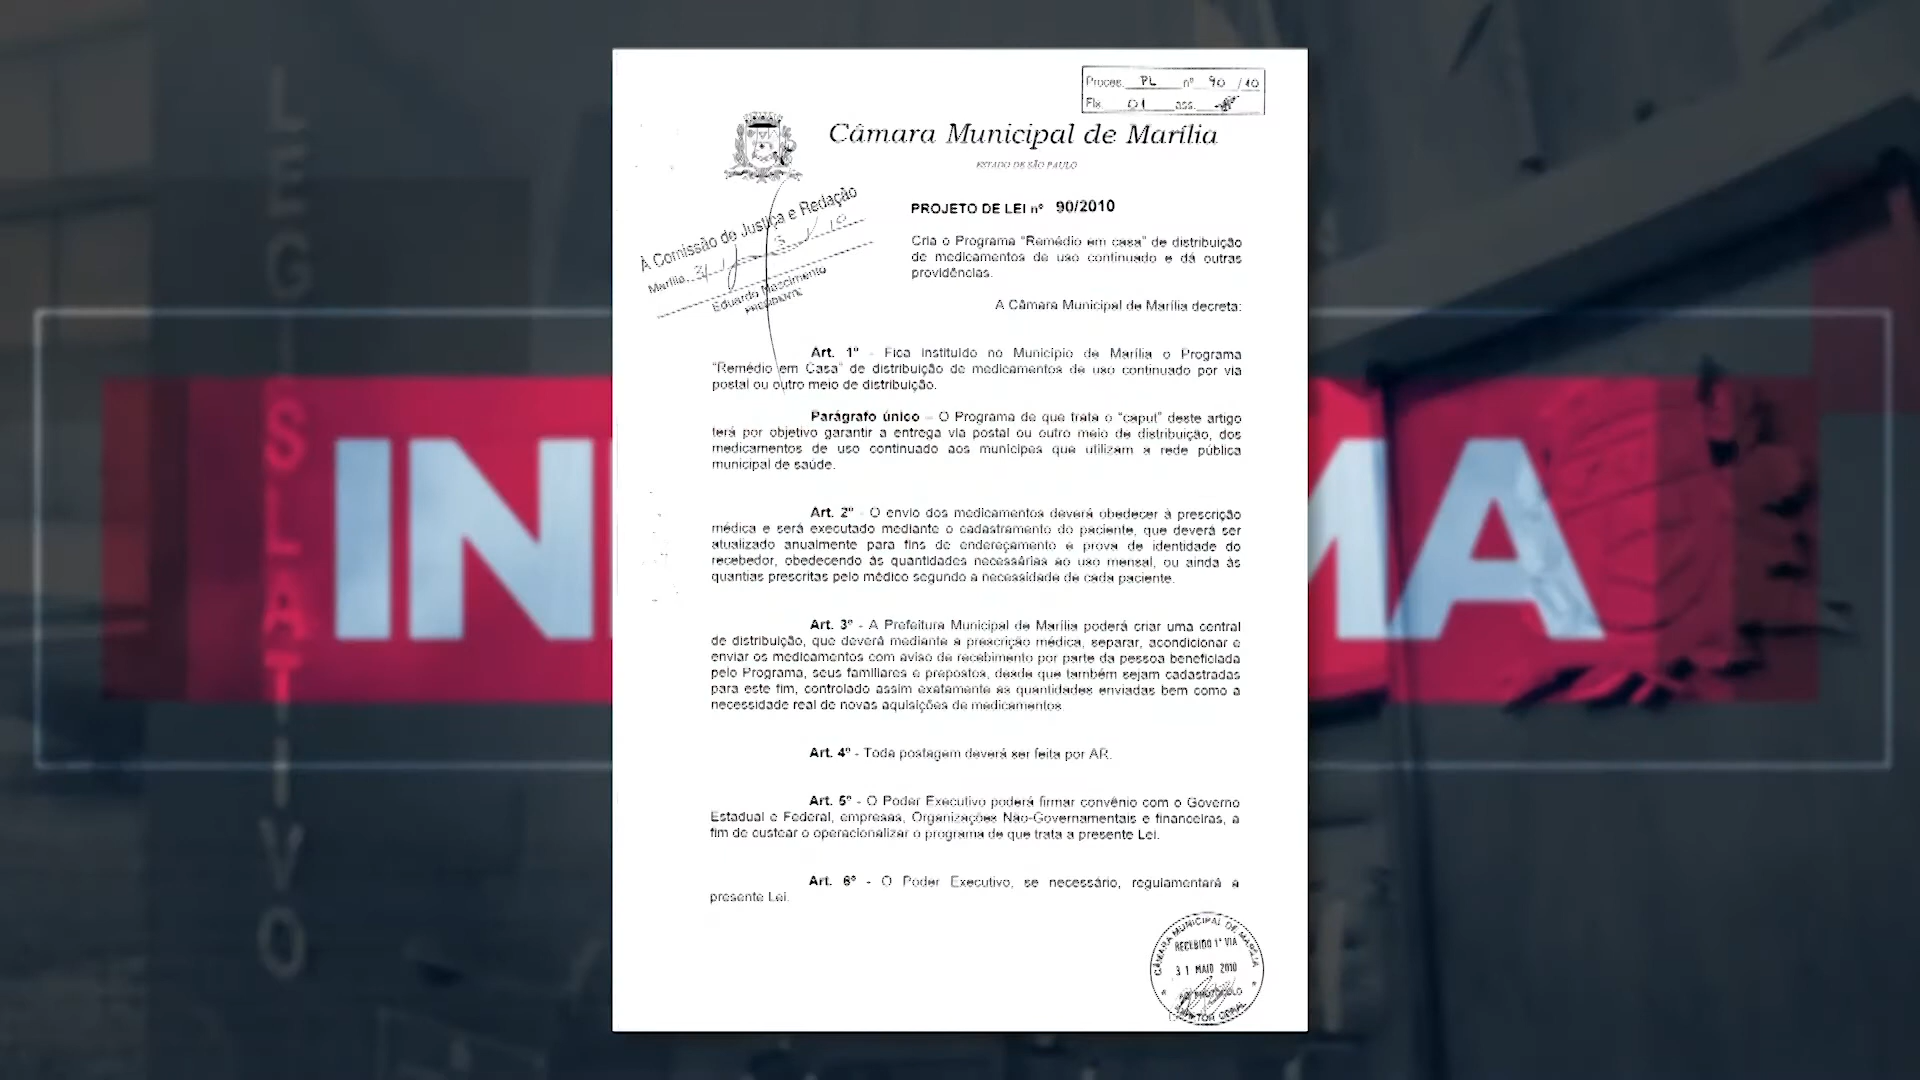 LEGISLATIVO
IN
MA
Proces. PL nº 90 /10
Fls. 01 ass.
Câmara Municipal de Marília
ESTADO DE SÃO PAULO
À Comissão de Justiça e Redação
Marília, 31 / 5 / 10
Eduardo Nascimento
PRESIDENTE
PROJETO DE LEI nº 90/2010
Cria o Programa “Remédio em casa” de distribuição
de medicamentos de uso continuado e dá outras
providências.
A Câmara Municipal de Marília decreta:
Art. 1º - Fica instituído no Município de Marília o Programa
“Remédio em Casa” de distribuição de medicamentos de uso continuado por via
postal ou outro meio de distribuição.
Parágrafo único – O Programa de que trata o “caput” deste artigo
terá por objetivo garantir a entrega via postal ou outro meio de distribuição, dos
medicamentos de uso continuado aos munícipes que utilizam a rede pública
municipal de saúde.
Art. 2º - O envio dos medicamentos deverá obedecer à prescrição
médica e será executado mediante o cadastramento do paciente, que deverá ser
atualizado anualmente para fins de endereçamento e prova de identidade do
recebedor, obedecendo às quantidades necessárias ao uso mensal, ou ainda às
quantias prescritas pelo médico segundo a necessidade de cada paciente.
Art. 3º - A Prefeitura Municipal de Marília poderá criar uma central
de distribuição, que deverá mediante a prescrição médica, separar, acondicionar e
enviar os medicamentos com aviso de recebimento por parte da pessoa beneficiada
pelo Programa, seus familiares e prepostos, desde que também sejam cadastradas
para este fim, controlado assim exatamente as quantidades enviadas bem como a
necessidade real de novas aquisições de medicamentos.
Art. 4º - Toda postagem deverá ser feita por AR.
Art. 5º - O Poder Executivo poderá firmar convênio com o Governo
Estadual e Federal, empresas, Organizações Não-Governamentais e financeiras, a
fim de custear o operacionalizar o programa de que trata a presente Lei.
Art. 6º - O Poder Executivo, se necessário, regulamentará a
presente Lei.
CÂMARA MUNICIPAL DE MARÍLIA
RECEBIDO 1ª VIA
31 MAIO 2010
PROTOCOLO
DIRETOR GERAL